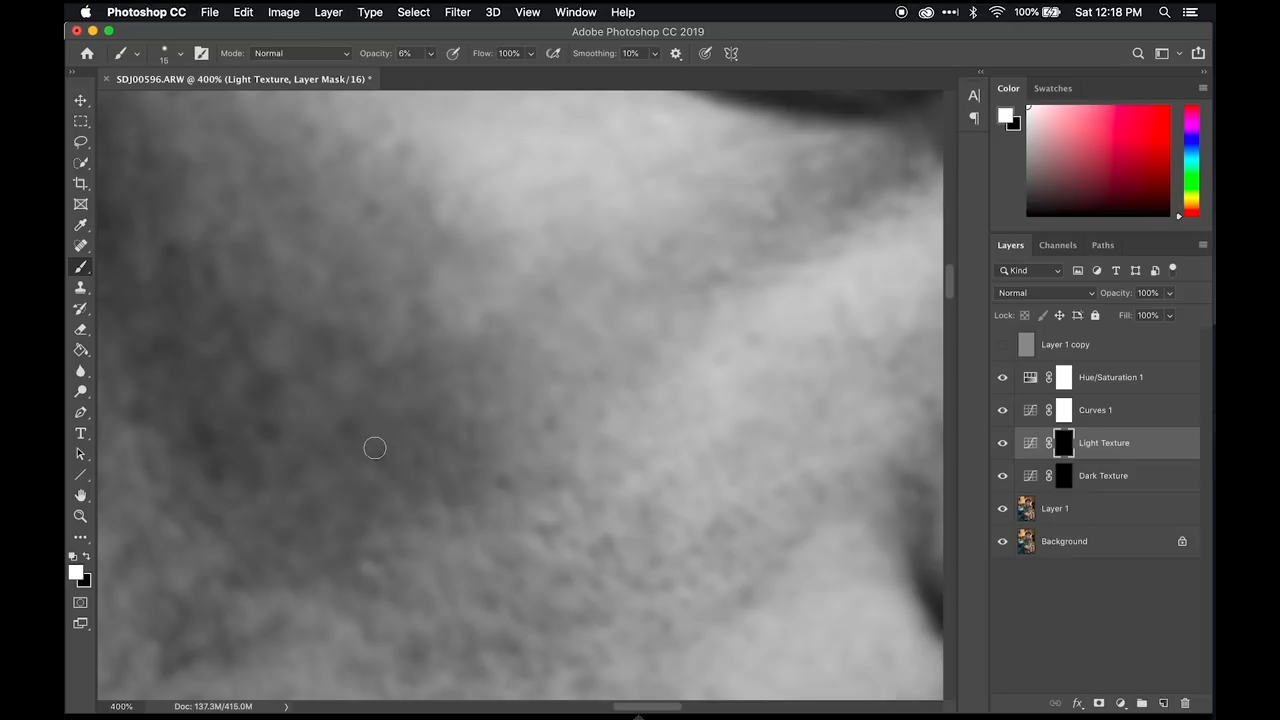 Photoshop CC File Edit Image Layer Type Select Filter 3D View Window Help 100% Sat 12:18 PM
Adobe Photoshop CC 2019
15 Mode: Normal Opacity: 6% Flow: 100% Smoothing: 10%
SDJ00596.ARW @ 400% (Light Texture, Layer Mask/16) *
Color Swatches
Layers Channels Paths
Kind
Normal Opacity: 100%
Lock: Fill: 100%
Layer 1 copy
Hue/Saturation 1
Curves 1
Light Texture
Dark Texture
Layer 1
Background
400% Doc: 137.3M/415.0M